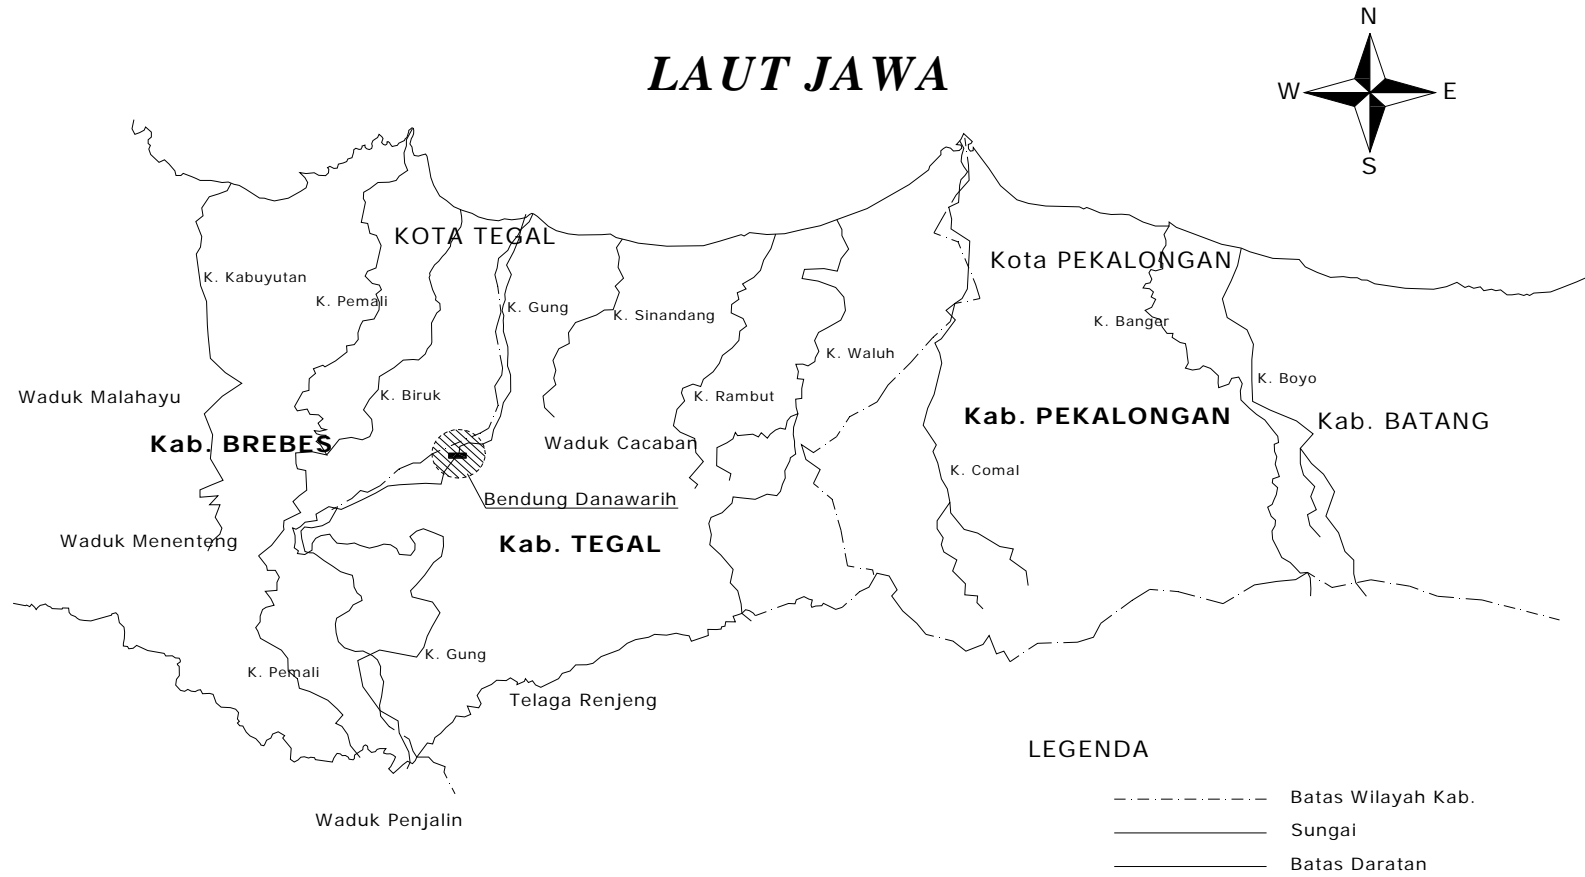 N
LAUT JAWA
W
E
S
KOTA TEGAL
Kota PEKALONGAN
K. Kabuyutan
K. Pemali
K. Gung
K. Sinandang
K. Banger
K. Waluh
K. Boyo
Waduk Malahayu
K. Biruk
K. Rambut
Kab. PEKALONGAN
Kab. BATANG
Kab. BREBES
Waduk Cacaban
K. Comal
Bendung Danawarih
Waduk Menenteng
Kab. TEGAL
K. Gung
K. Pemali
Telaga Renjeng
LEGENDA
Batas Wilayah Kab.
Waduk Penjalin
Sungai
Batas Daratan